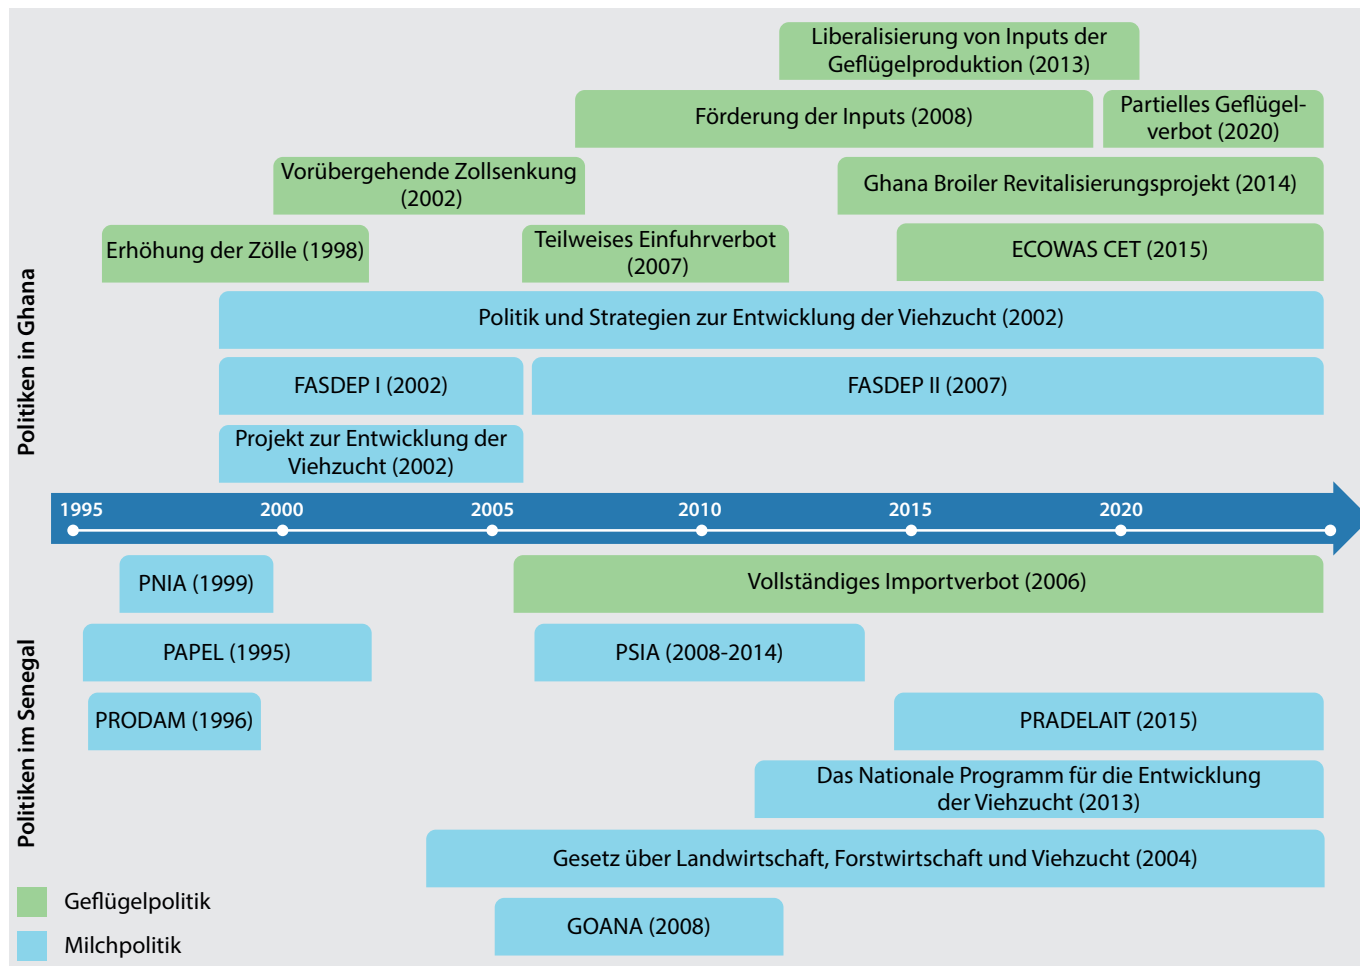 Liberalisierung von Inputs der
Geflügelproduktion (2013)
Förderung der Inputs (2008)
Partielles Geflügel-
verbot (2020)
Vorübergehende Zollsenkung
(2002)
Ghana Broiler Revitalisierungsprojekt (2014)
Erhöhung der Zölle (1998)
Teilweises Einfuhrverbot
(2007)
ECOWAS CET (2015)
Politiken in Ghana
Politik und Strategien zur Entwicklung der Viehzucht (2002)
FASDEP I (2002)
FASDEP II (2007)
Projekt zur Entwicklung der
Viehzucht (2002)
1995 2000 2005 2010 2015 2020
PNIA (1999)
Vollständiges Importverbot (2006)
Politiken im Senegal
PAPEL (1995)
PSIA (2008-2014)
PRODAM (1996)
PRADELAIT (2015)
Das Nationale Programm für die Entwicklung
der Viehzucht (2013)
Gesetz über Landwirtschaft, Forstwirtschaft und Viehzucht (2004)
GOANA (2008)
Geflügelpolitik
Milchpolitik